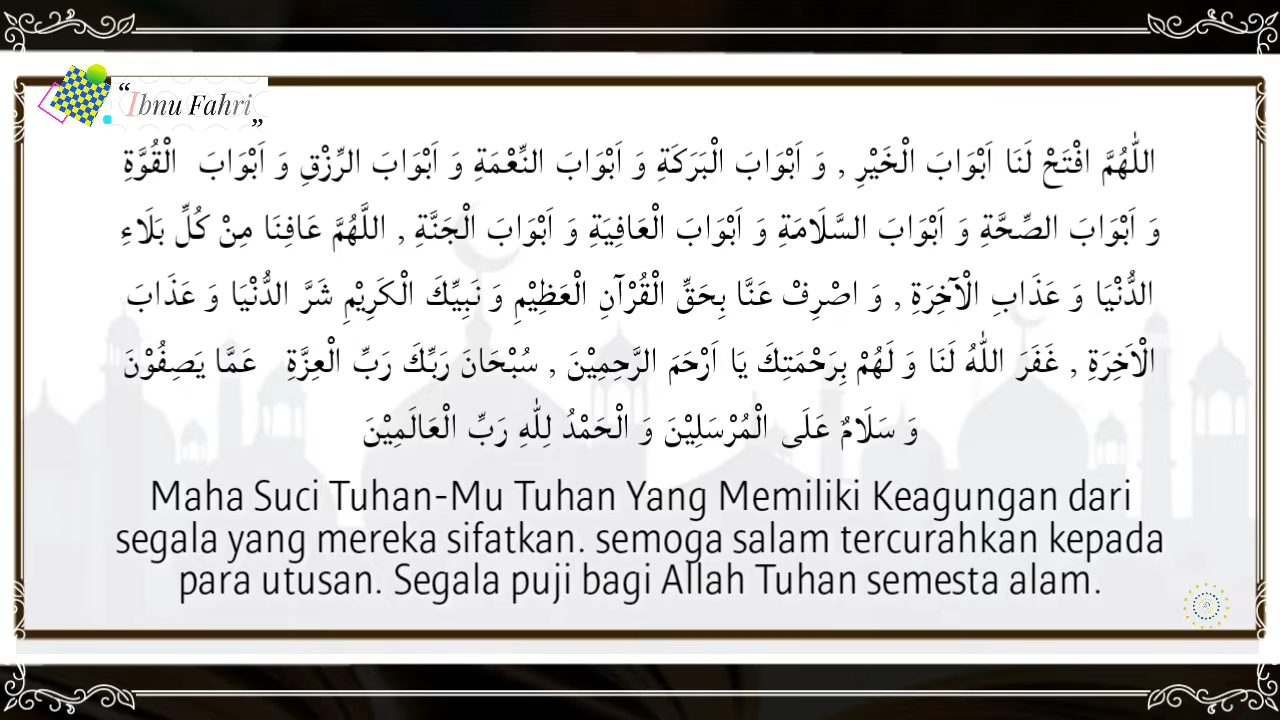 “Ibnu Fahri”
اللّٰهُمَّ افْتَحْ لَنَا اَبْوَابَ الْخَيْرِ , وَ اَبْوَابَ الْبَرَكَةِ وَ اَبْوَابَ النِّعْمَةِ وَ اَبْوَابَ الرِّزْقِ وَ اَبْوَابَ الْقُوَّةِ
وَ اَبْوَابَ الصِّحَّةِ وَ اَبْوَابَ السَّلَامَةِ وَ اَبْوَابَ الْعَافِيَةِ وَ اَبْوَابَ الْجَنَّةِ , اللَّهُمَّ عَافِنَا مِنْ كُلِّ بَلَاءِ
الدُّنْيَا وَ عَذَابِ الْآخِرَةِ , وَ اصْرِفْ عَنَّا بِحَقِّ الْقُرْآنِ الْعَظِيْمِ وَ نَبِيِّكَ الْكَرِيْمِ شَرَّ الدُّنْيَا وَ عَذَابَ
الْاَخِرَةِ , غَفَرَ اللّٰهُ لَنَا وَ لَهُمْ بِرَحْمَتِكَ يَا اَرْحَمَ الرَّحِمِيْنَ , سُبْحَانَ رَبِّكَ رَبِّ الْعِزَّةِ عَمَّا يَصِفُوْنَ
وَ سَلَامٌ عَلَى الْمُرْسَلِيْنَ وَ الْحَمْدُ لِلّٰهِ رَبِّ الْعَالَمِيْنَ
Maha Suci Tuhan-Mu Tuhan Yang Memiliki Keagungan dari
segala yang mereka sifatkan. semoga salam tercurahkan kepada
para utusan. Segala puji bagi Allah Tuhan semesta alam.